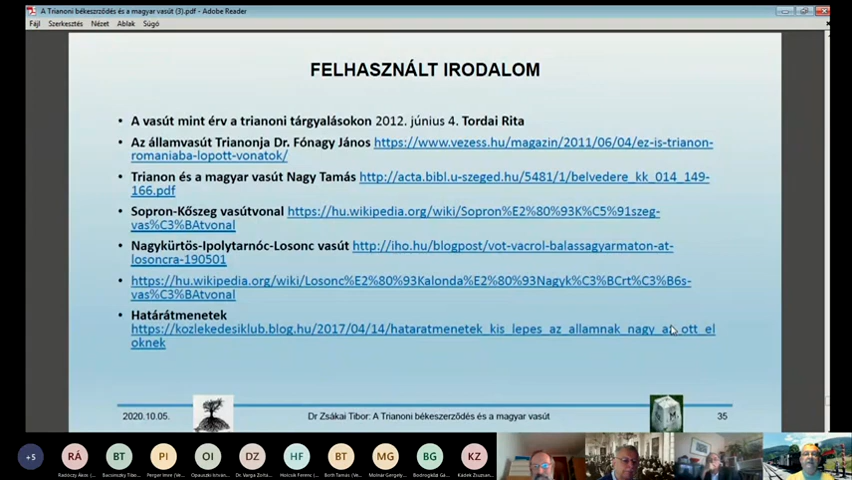 A Trianoni békeszerződés és a magyar vasút (3).pdf - Adobe Reader
Fájl Szerkesztés Nézet Ablak Súgó
FELHASZNÁLT IRODALOM
• A vasút mint érv a trianoni tárgyalásokon 2012. június 4. Tordai Rita
• Az államvasút Trianonja Dr. Fónagy János https://www.vezess.hu/magazin/2011/06/04/ez-is-trianon-
romaniaba-lopott-vonatok/
• Trianon és a magyar vasút Nagy Tamás http://acta.bibl.u-szeged.hu/5481/1/belvedere_kk_014_149-
166.pdf
• Sopron-Kőszeg vasútvonal https://hu.wikipedia.org/wiki/Sopron%E2%80%93K%C5%91szeg-
vas%C3%BAtvonal
• Nagykürtös-Ipolytarnóc-Losonc vasút http://iho.hu/blogpost/vot-vacrol-balassagyarmaton-at-
losoncra-190501
• https://hu.wikipedia.org/wiki/Losonc%E2%80%93Kalonda%E2%80%93Nagyk%C3%BCrt%C3%B6s-
vas%C3%BAtvonal
• Határátmenetek
https://kozlekedesiklub.blog.hu/2017/04/14/hataratmenetek_kis_lepes_az_allamnak_nagy_az_ott_el
oknek
2020.10.05. Dr Zsákai Tibor: A Trianoni békeszerződés és a magyar vasút 35
+5 RÁ BT PI OI DZ HF BT MG BG KZ